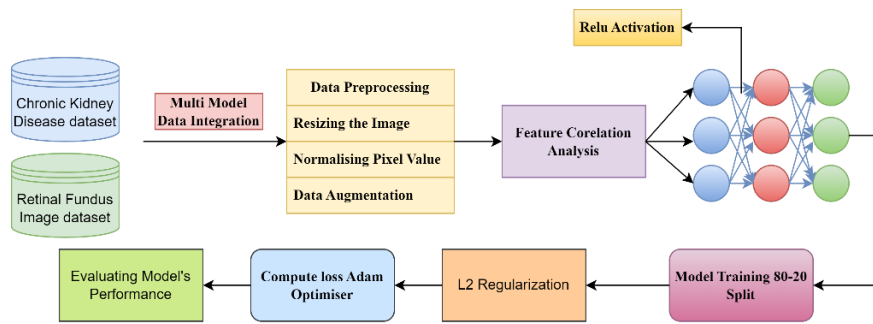 Relu Activation
Chronic Kidney
Disease dataset
Multi Model
Data Integration
Data Preprocessing
Resizing the Image
Normalising Pixel Value
Data Augmentation
Feature Corelation
Analysis
Retinal Fundus
Image dataset
Evaluating Model's
Performance
Compute loss Adam
Optimiser
L2 Regularization
Model Training 80-20
Split